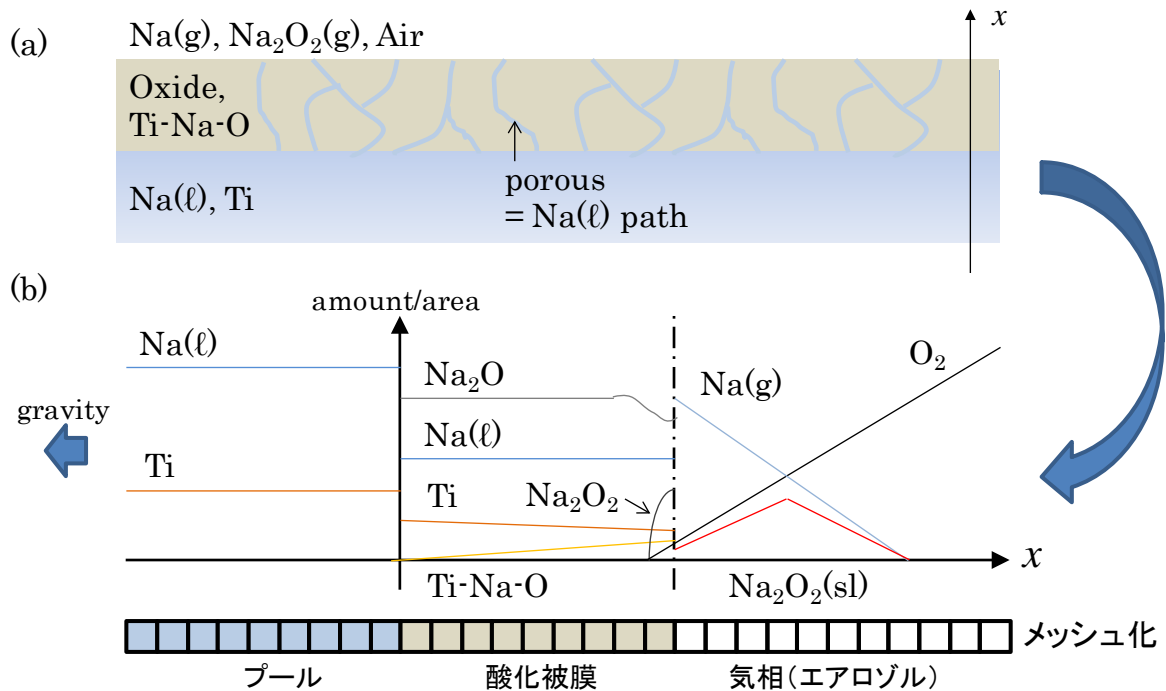 (a)
x
Na(g), Na₂O₂(g), Air
Oxide,
Ti-Na-O
Na(ℓ), Ti
porous
= Na(ℓ) path
(b)
amount/area
Na(ℓ)
gravity
Ti
Na₂O
Na(ℓ)
Ti
Na₂O₂
Na(g)
O₂
x
Ti-Na-O
Na₂O₂(sl)
メッシュ化
プール
酸化被膜
気相（エアロゾル）